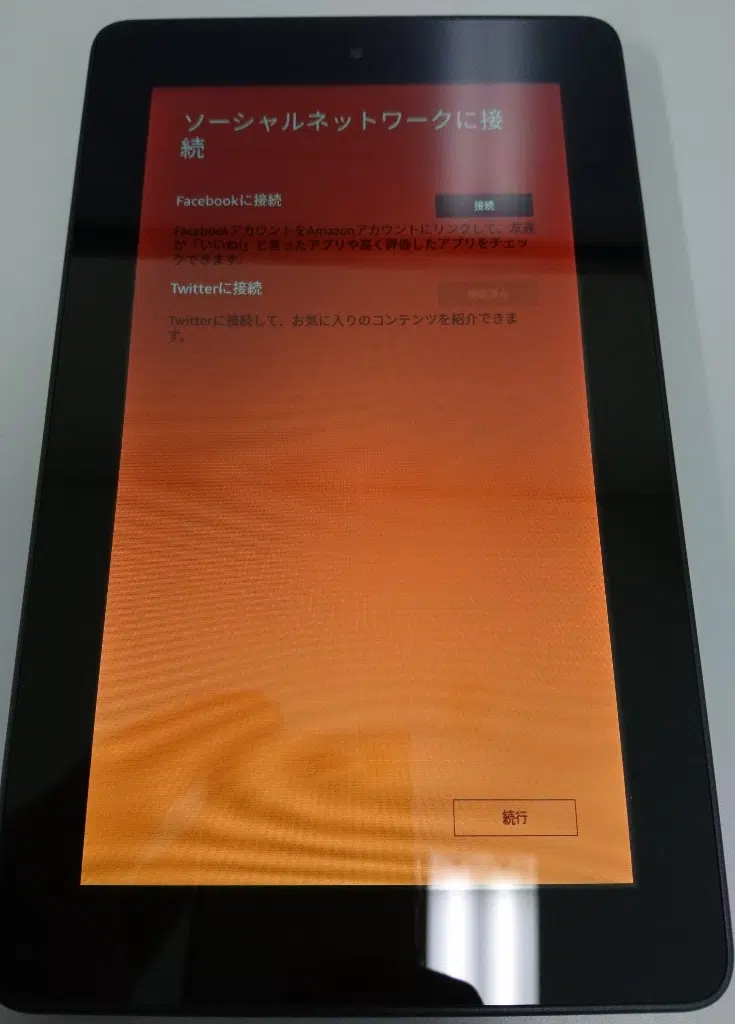 ソーシャルネットワークに接
続
Facebookに接続
接続
FacebookアカウントをAmazonアカウントにリンクして、友達
が「いいね!」と言ったアプリや高く評価したアプリをチェッ
クできます。
Twitterに接続
接続済み
Twitterに接続して、お気に入りのコンテンツを紹介できま
す。
続行